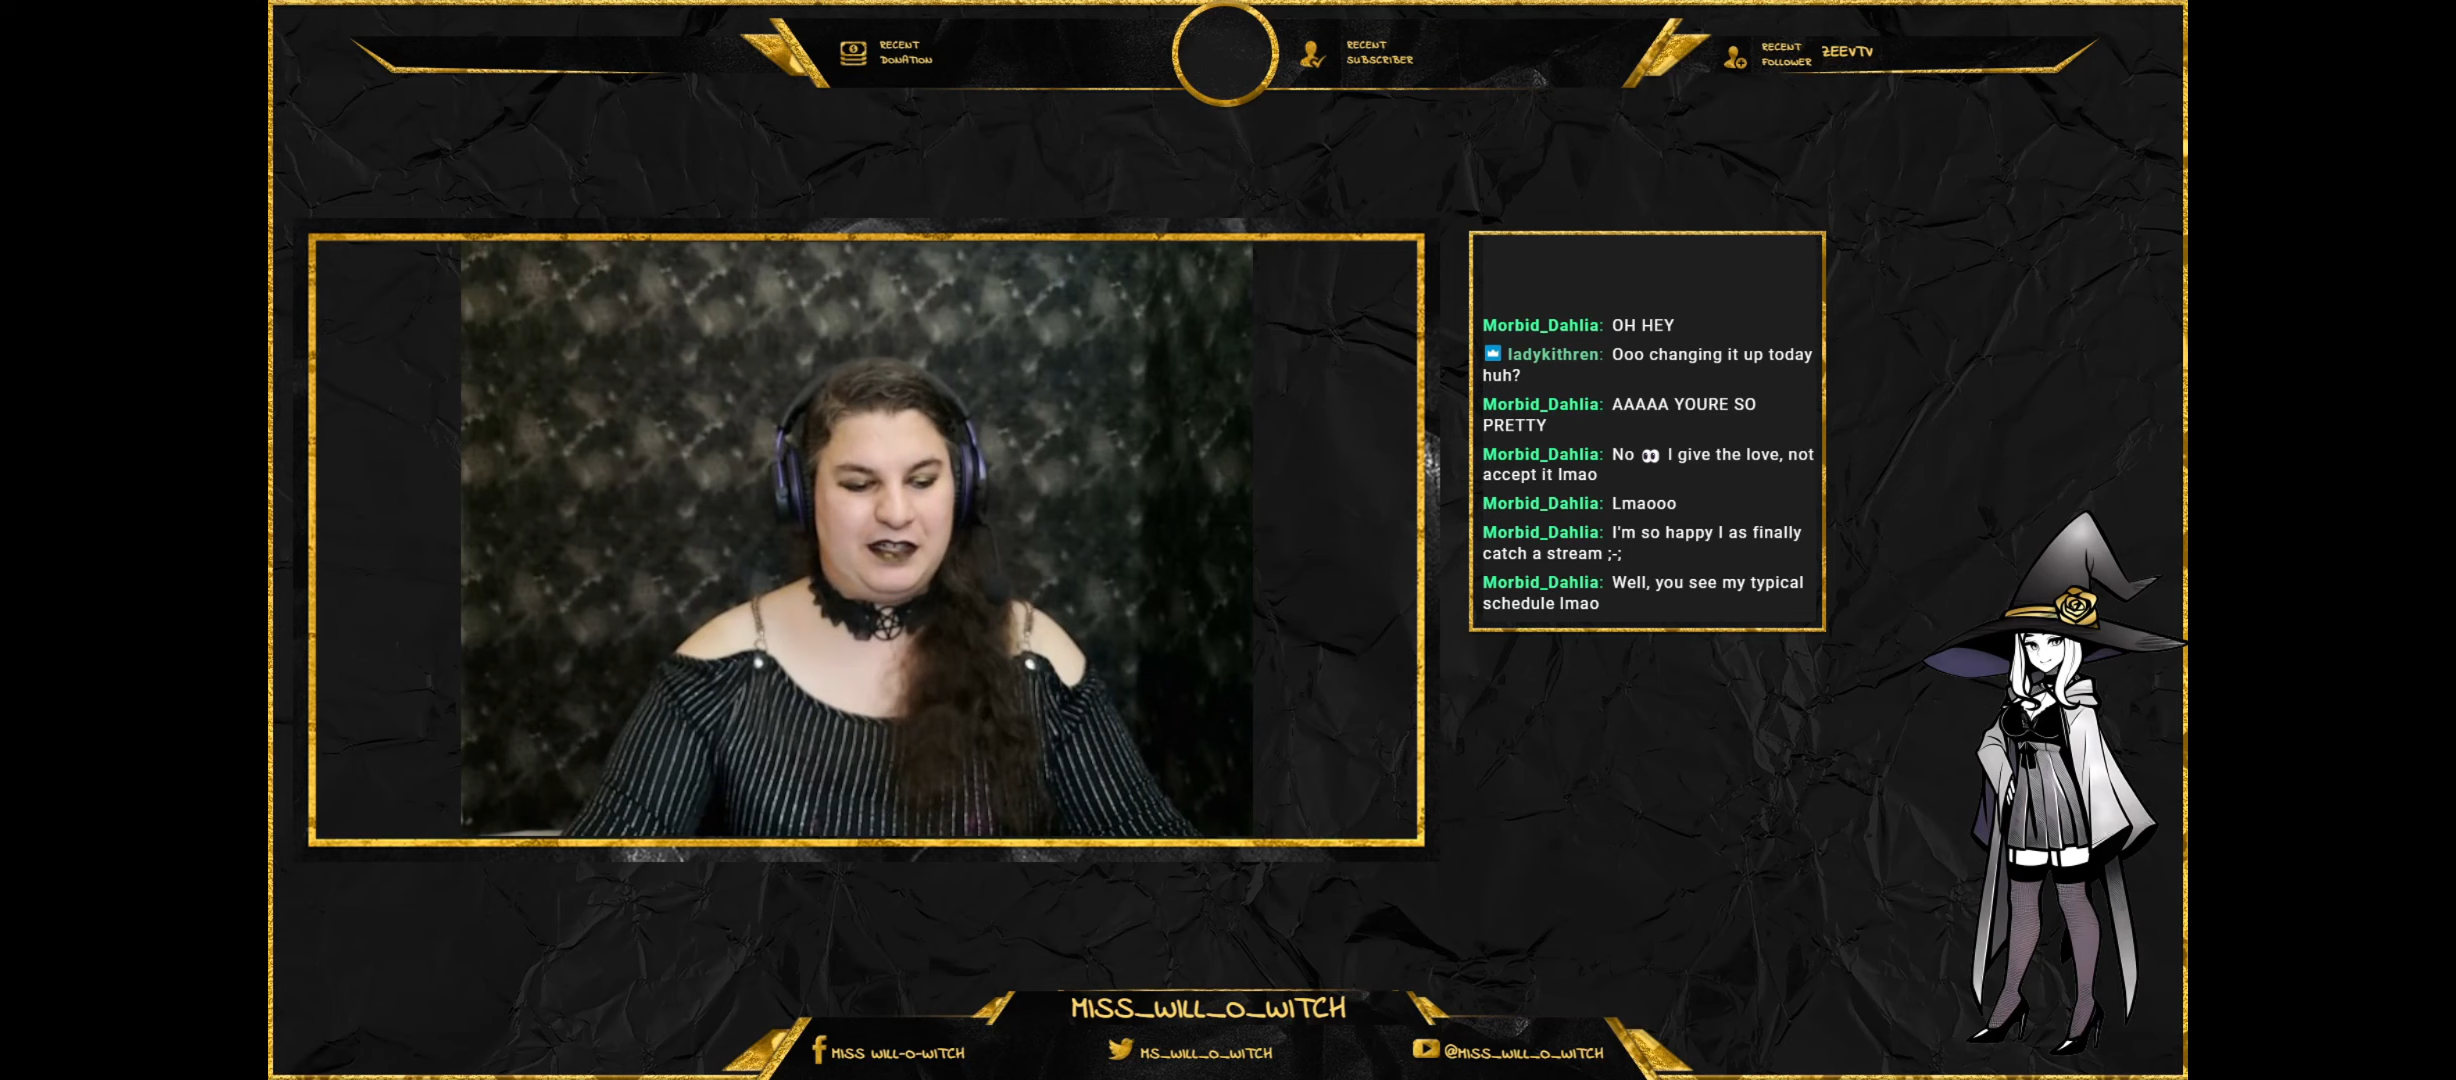 RECENT
DONATION
RECENT
SUBSCRIBER
RECENT
FOLLOWER
ZEEVTV
Morbid_Dahlia: OH HEY
ladykithren: Ooo changing it up today
huh?
Morbid_Dahlia: AAAAA YOURE SO
PRETTY
Morbid_Dahlia: No 👀 I give the love, not
accept it lmao
Morbid_Dahlia: Lmaooo
Morbid_Dahlia: I'm so happy I as finally
catch a stream ;-;
Morbid_Dahlia: Well, you see my typical
schedule lmao
MISS_WILL_O_WITCH
MISS WILL-O-WITCH
MS_WILL_O_WITCH
@MISS_WILL_O_WITCH